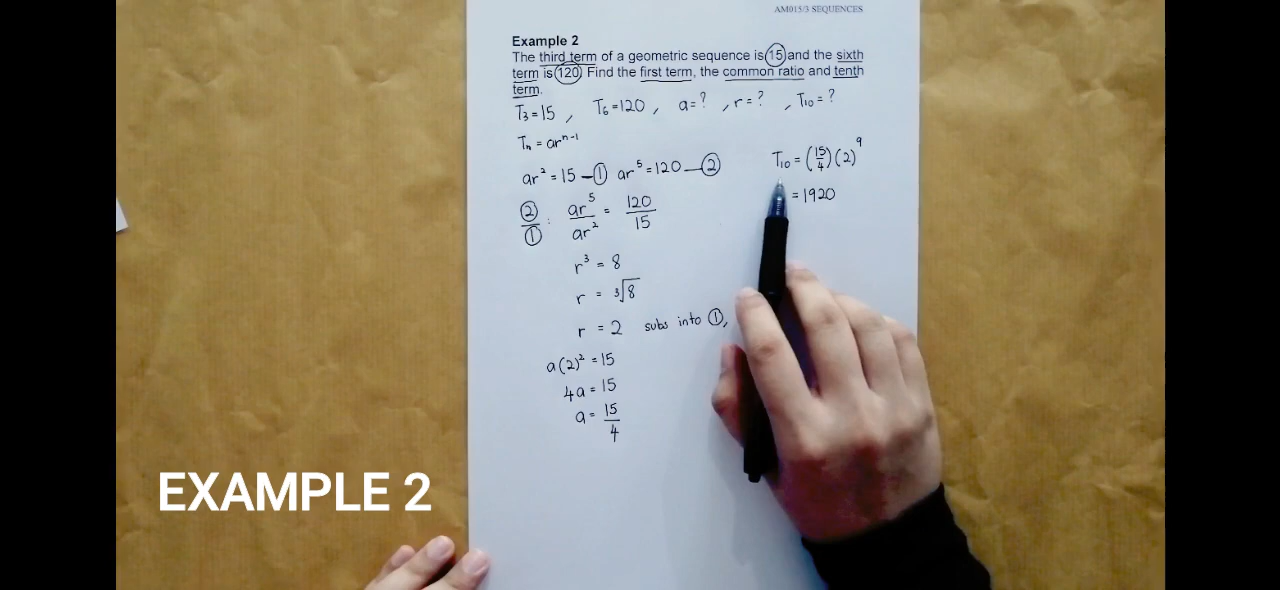 AM015/3 SEQUENCES
Example 2
The third term of a geometric sequence is 15 and the sixth
term is 120. Find the first term, the common ratio and tenth
term.
T₃ = 15 , T₆ = 120 , a = ? , r = ? , T₁₀ = ?
Tₙ = arⁿ⁻¹
ar² = 15 — ① ar⁵ = 120 — ②
②/① : ar⁵/ar² = 120/15
r³ = 8
r = ³√8
r = 2 subs into ①,
a(2)² = 15
4a = 15
a = 15/4
T₁₀ = (15/4)(2)⁹
= 1920
EXAMPLE 2